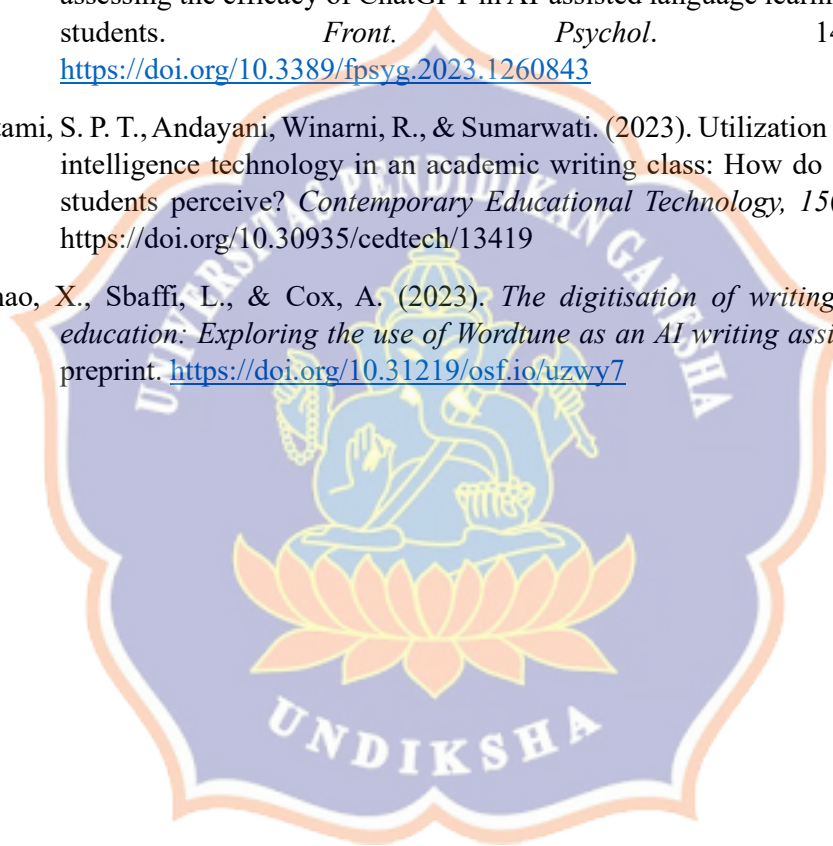 assessing the efficacy of ChatGPT in AI-assisted language learni
students. Front. Psychol. 14
https://doi.org/10.3389/fpsyg.2023.1260843
tami, S. P. T., Andayani, Winarni, R., & Sumarwati. (2023). Utilization
intelligence technology in an academic writing class: How do
students perceive? Contemporary Educational Technology, 15(
https://doi.org/10.30935/cedtech/13419
hao, X., Sbaffi, L., & Cox, A. (2023). The digitisation of writing
education: Exploring the use of Wordtune as an AI writing assi
preprint. https://doi.org/10.31219/osf.io/uzwy7
UNIVERSITAS PENDIDIKAN GANESHA
UNDIKSHA